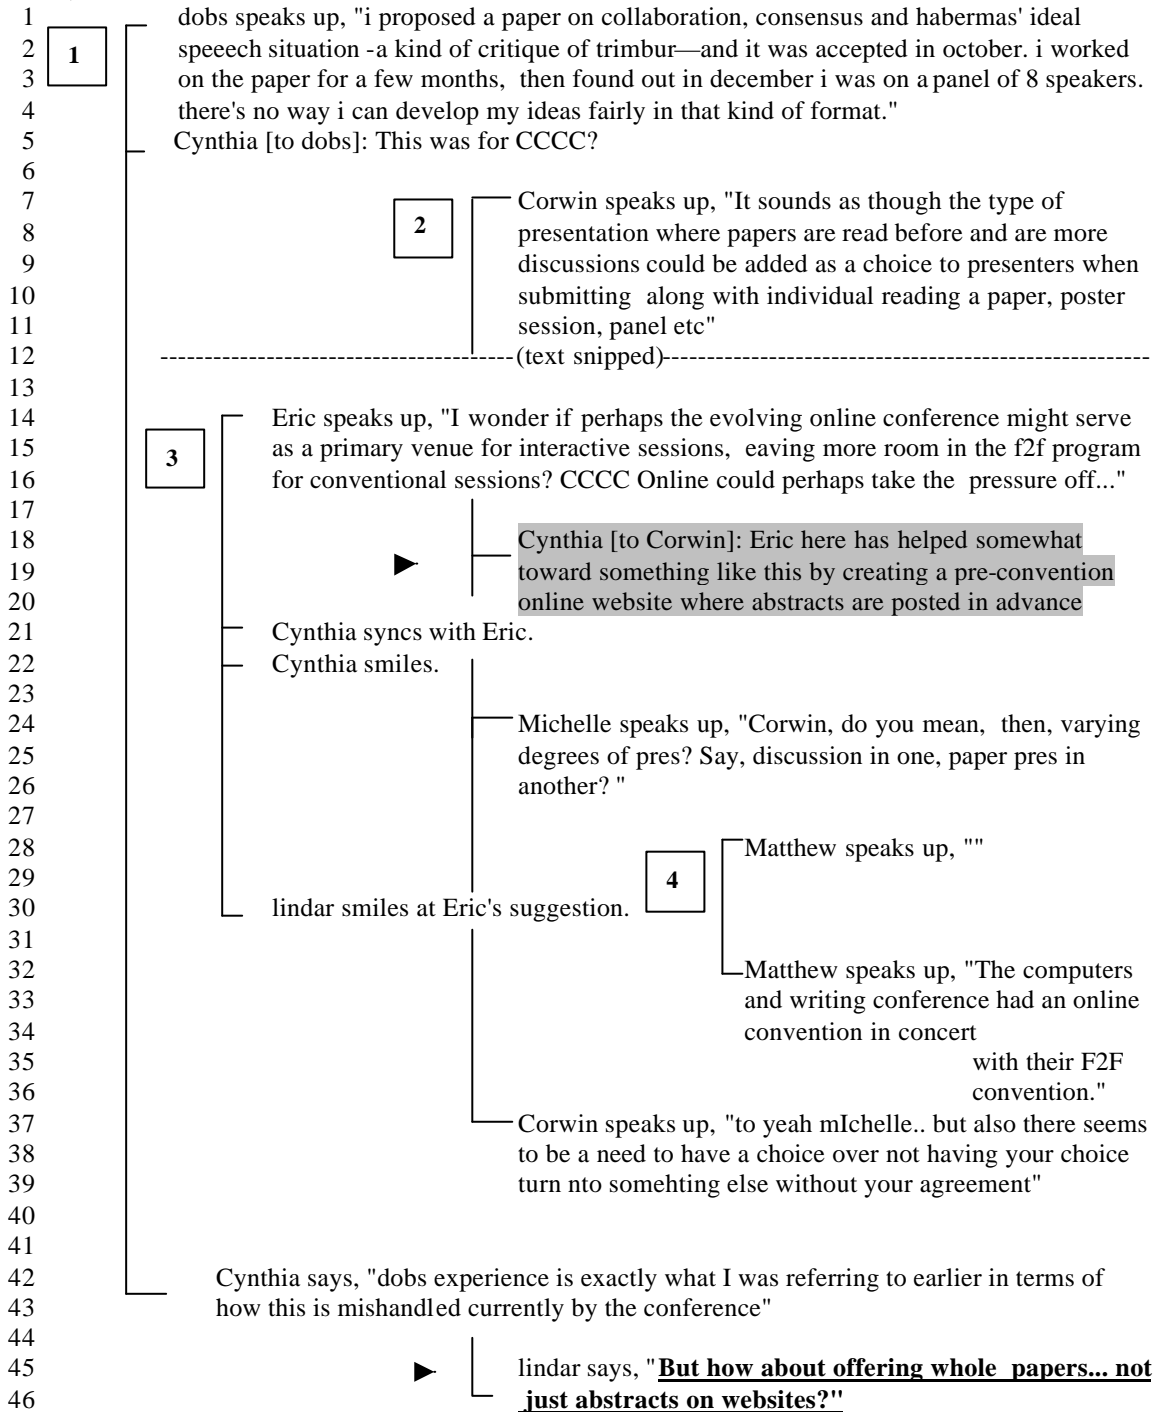 1 dobs speaks up, "i proposed a paper on collaboration, consensus and habermas' ideal
2 1 speeech situation -a kind of critique of trimbur—and it was accepted in october. i worked
3 on the paper for a few months, then found out in december i was on a panel of 8 speakers.
4 there's no way i can develop my ideas fairly in that kind of format."
5 Cynthia [to dobs]: This was for CCCC?
6
7 Corwin speaks up, "It sounds as though the type of
8 2 presentation where papers are read before and are more
9 discussions could be added as a choice to presenters when
10 submitting along with individual reading a paper, poster
11 session, panel etc"
12 ----------------------------------------(text snipped)-------------------------------------------------------
13
14 Eric speaks up, "I wonder if perhaps the evolving online conference might serve
15 3 as a primary venue for interactive sessions, eaving more room in the f2f program
16 for conventional sessions? CCCC Online could perhaps take the pressure off..."
17
18 Cynthia [to Corwin]: Eric here has helped somewhat
19 ► toward something like this by creating a pre-convention
20 online website where abstracts are posted in advance
21 Cynthia syncs with Eric.
22 Cynthia smiles.
23
24 Michelle speaks up, "Corwin, do you mean, then, varying
25 degrees of pres? Say, discussion in one, paper pres in
26 another? "
27
28 Matthew speaks up, ""
29 4
30 lindar smiles at Eric's suggestion.
31
32 Matthew speaks up, "The computers
33 and writing conference had an online
34 convention in concert
35 with their F2F
36 convention."
37 Corwin speaks up, "to yeah mIchelle.. but also there seems
38 to be a need to have a choice over not having your choice
39 turn nto somehting else without your agreement"
40
41
42 Cynthia says, "dobs experience is exactly what I was referring to earlier in terms of
43 how this is mishandled currently by the conference"
44
45 ► lindar says, "But how about offering whole papers... not
46 just abstracts on websites?"